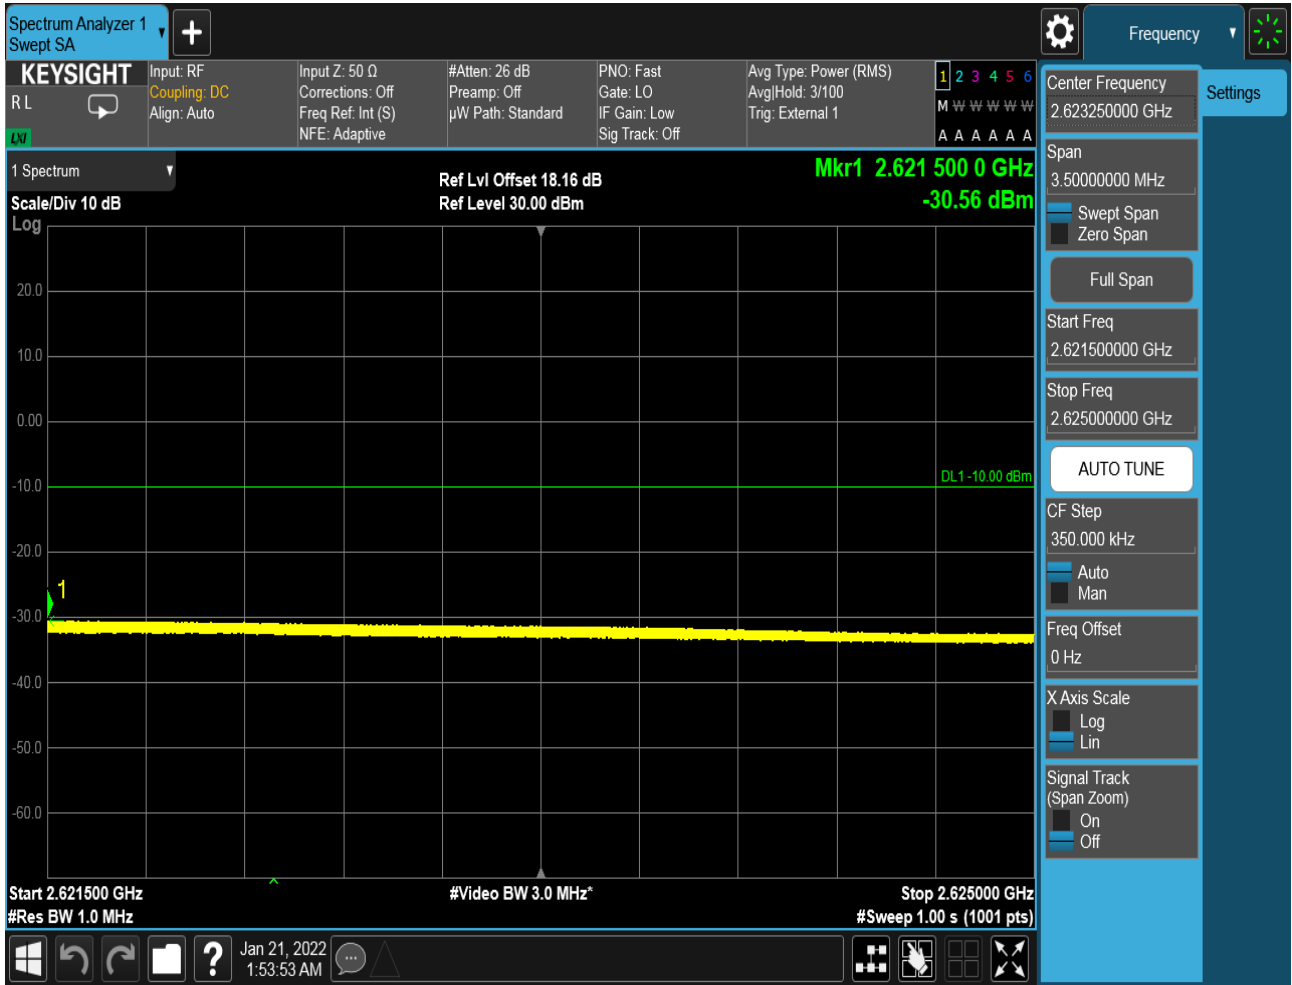 Spectrum Analyzer 1
Swept SA
Frequency
KEYSIGHT
R L
LXI
Input: RF
Coupling: DC
Align: Auto
Input Z: 50 Ω
Corrections: Off
Freq Ref: Int (S)
NFE: Adaptive
#Atten: 26 dB
Preamp: Off
µW Path: Standard
PNO: Fast
Gate: LO
IF Gain: Low
Sig Track: Off
Avg Type: Power (RMS)
Avg|Hold: 3/100
Trig: External 1
1 2 3 4 5 6
M W W W W W
A A A A A A
1 Spectrum
Scale/Div 10 dB
Log
Ref Lvl Offset 18.16 dB
Ref Level 30.00 dBm
Mkr1 2.621 500 0 GHz
-30.56 dBm
20.0
10.0
0.00
-10.0
-20.0
-30.0
-40.0
-50.0
-60.0
DL1 -10.00 dBm
1
Start 2.621500 GHz
#Res BW 1.0 MHz
#Video BW 3.0 MHz*
Stop 2.625000 GHz
#Sweep 1.00 s (1001 pts)
Center Frequency
2.623250000 GHz
Settings
Span
3.50000000 MHz
Swept Span
Zero Span
Full Span
Start Freq
2.621500000 GHz
Stop Freq
2.625000000 GHz
AUTO TUNE
CF Step
350.000 kHz
Auto
Man
Freq Offset
0 Hz
X Axis Scale
Log
Lin
Signal Track
(Span Zoom)
On
Off
?
Jan 21, 2022
1:53:53 AM